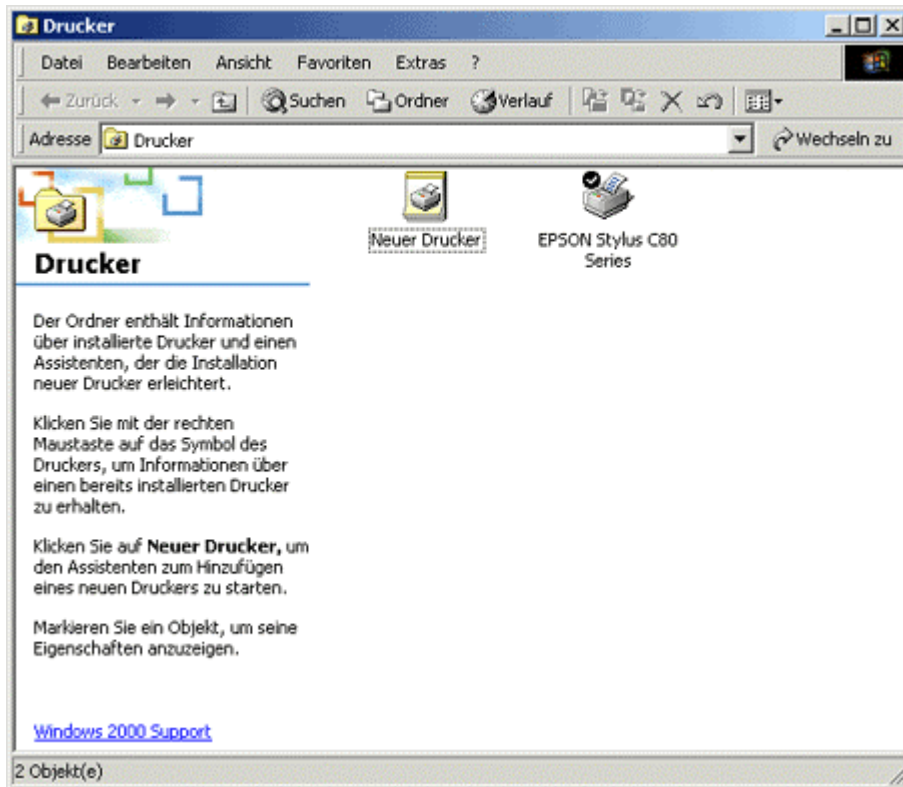 Drucker
Datei Bearbeiten Ansicht Favoriten Extras ?
Zurück Suchen Ordner Verlauf
Adresse Drucker Wechseln zu
Drucker
Der Ordner enthält Informationen
über installierte Drucker und einen
Assistenten, der die Installation
neuer Drucker erleichtert.
Klicken Sie mit der rechten
Maustaste auf das Symbol des
Druckers, um Informationen über
einen bereits installierten Drucker
zu erhalten.
Klicken Sie auf Neuer Drucker, um
den Assistenten zum Hinzufügen
eines neuen Druckers zu starten.
Markieren Sie ein Objekt, um seine
Eigenschaften anzuzeigen.
Windows 2000 Support
Neuer Drucker
EPSON Stylus C80
Series
2 Objekt(e)